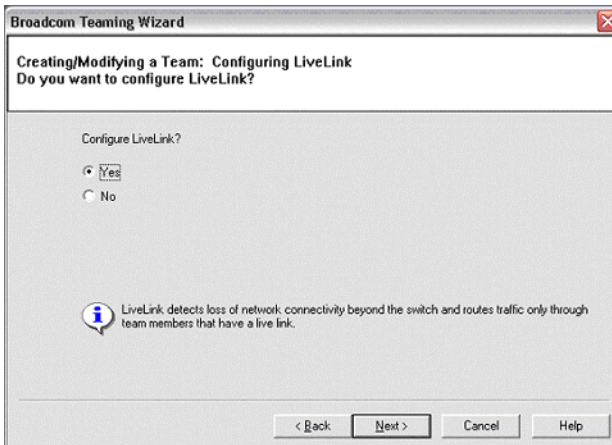 Broadcom Teaming Wizard
Creating/Modifying a Team: Configuring LiveLink
Do you want to configure LiveLink?
Configure LiveLink?
Yes
No
LiveLink detects loss of network connectivity beyond the switch and routes traffic only through
team members that have a live link.
< Back
Next >
Cancel
Help